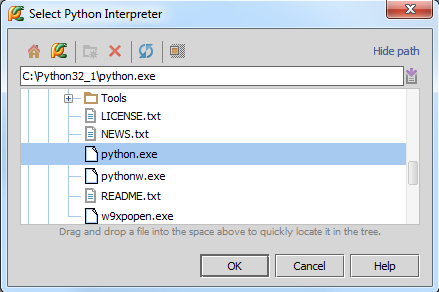 Select Python Interpreter
Hide path
C:\Python32_1\python.exe
Tools
LICENSE.txt
NEWS.txt
python.exe
pythonw.exe
README.txt
w9xpopen.exe
Drag and drop a file into the space above to quickly locate it in the tree.
OK Cancel Help